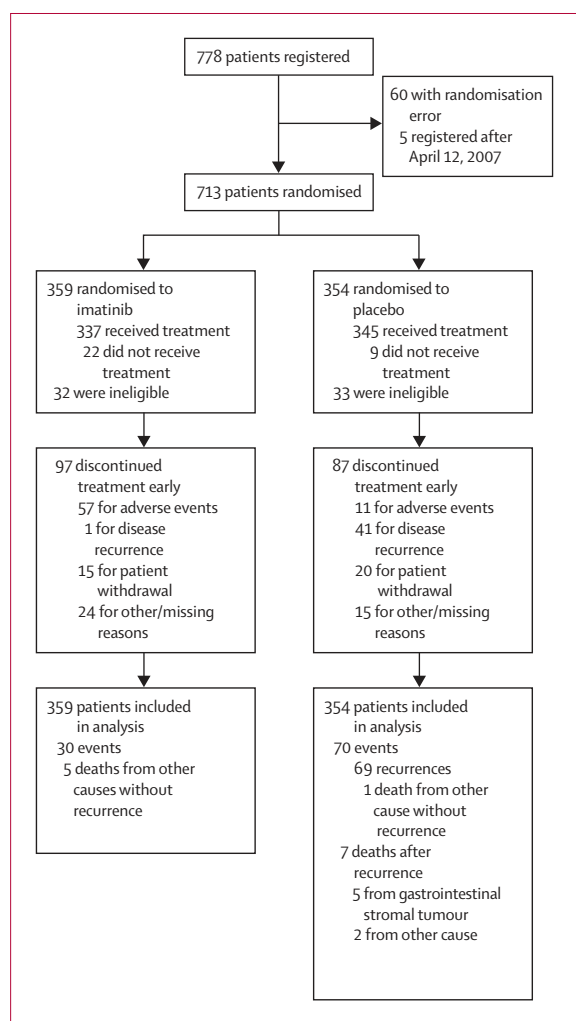 778 patients registered
60 with randomisation
error
5 registered after
April 12, 2007
713 patients randomised
359 randomised to
imatinib
337 received treatment
22 did not receive
treatment
32 were ineligible
354 randomised to
placebo
345 received treatment
9 did not receive
treatment
33 were ineligible
97 discontinued
treatment early
57 for adverse events
1 for disease
recurrence
15 for patient
withdrawal
24 for other/missing
reasons
87 discontinued
treatment early
11 for adverse events
41 for disease
recurrence
20 for patient
withdrawal
15 for other/missing
reasons
359 patients included
in analysis
30 events
5 deaths from other
causes without
recurrence
354 patients included
in analysis
70 events
69 recurrences
1 death from other
cause without
recurrence
7 deaths after
recurrence
5 from gastrointestinal
stromal tumour
2 from other cause